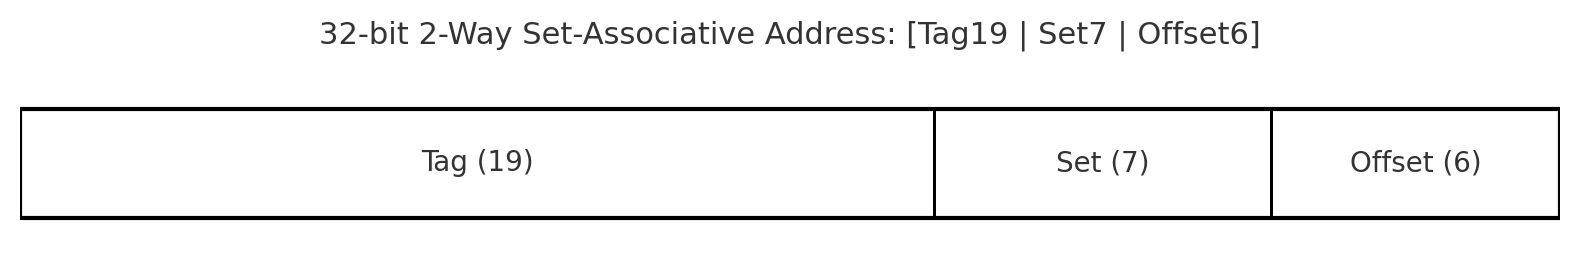 32-bit 2-Way Set-Associative Address: [Tag19 | Set7 | Offset6]
Tag (19) Set (7) Offset (6)